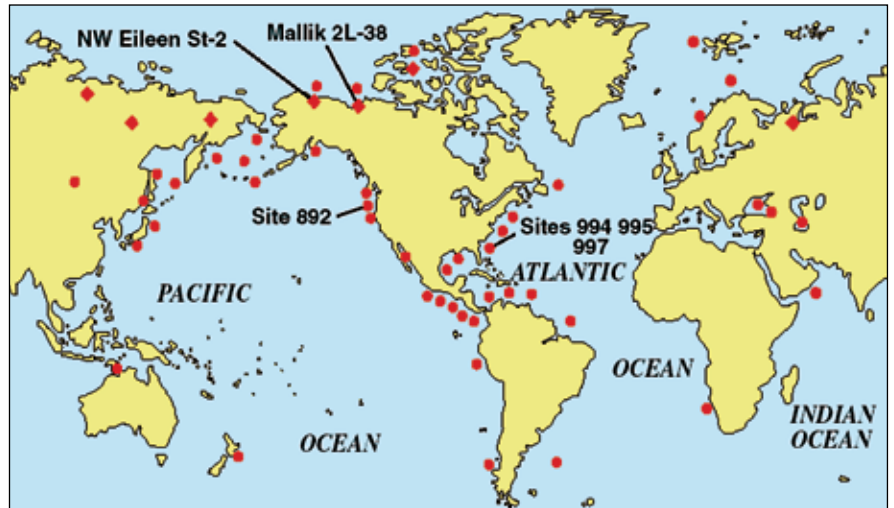 NW Eileen St-2
Mallik 2L-38
Site 892
Sites 994 995
997
ATLANTIC
PACIFIC
OCEAN
OCEAN
INDIAN
OCEAN